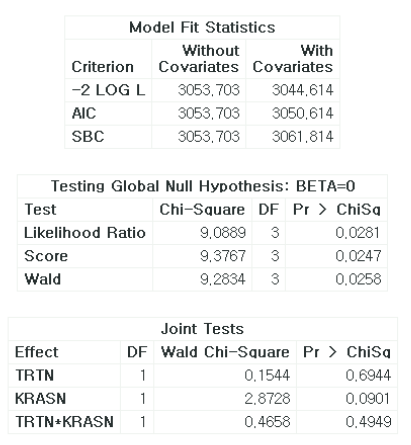 Model Fit Statistics
Criterion Without Covariates With Covariates
-2 LOG L 3053,703 3044,614
AIC 3053,703 3050,614
SBC 3053,703 3061,814
Testing Global Null Hypothesis: BETA=0
Test Chi-Square DF Pr > ChiSq
Likelihood Ratio 9,0889 3 0,0281
Score 9,3767 3 0,0247
Wald 9,2834 3 0,0258
Joint Tests
Effect DF Wald Chi-Square Pr > ChiSq
TRTN 1 0,1544 0,6944
KRASN 1 2,8728 0,0901
TRTN*KRASN 1 0,4658 0,4949